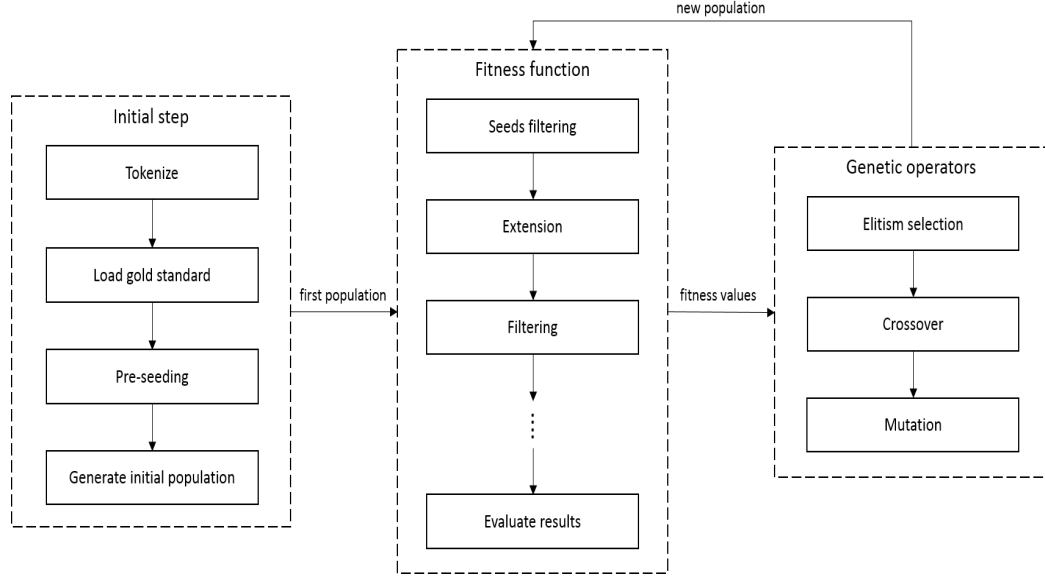 Initial step
Tokenize
Load gold standard
Pre-seeding
Generate initial population
first population
Fitness function
Seeds filtering
Extension
Filtering
Evaluate results
fitness values
Genetic operators
Elitism selection
Crossover
Mutation
new population